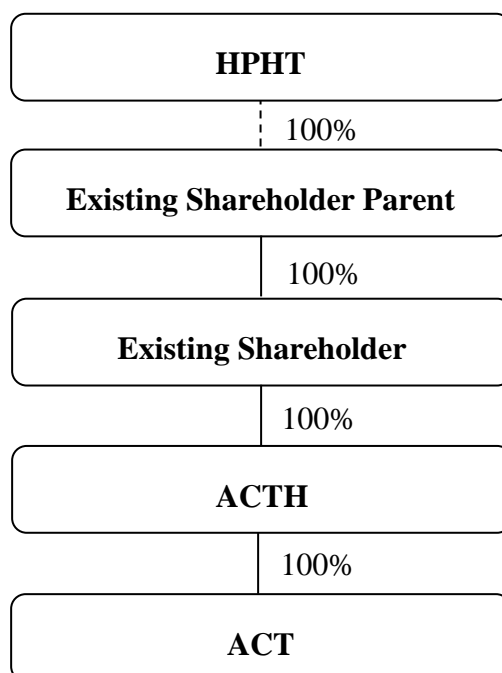 HPHT
100%
Existing Shareholder Parent
100%
Existing Shareholder
100%
ACTH
100%
ACT